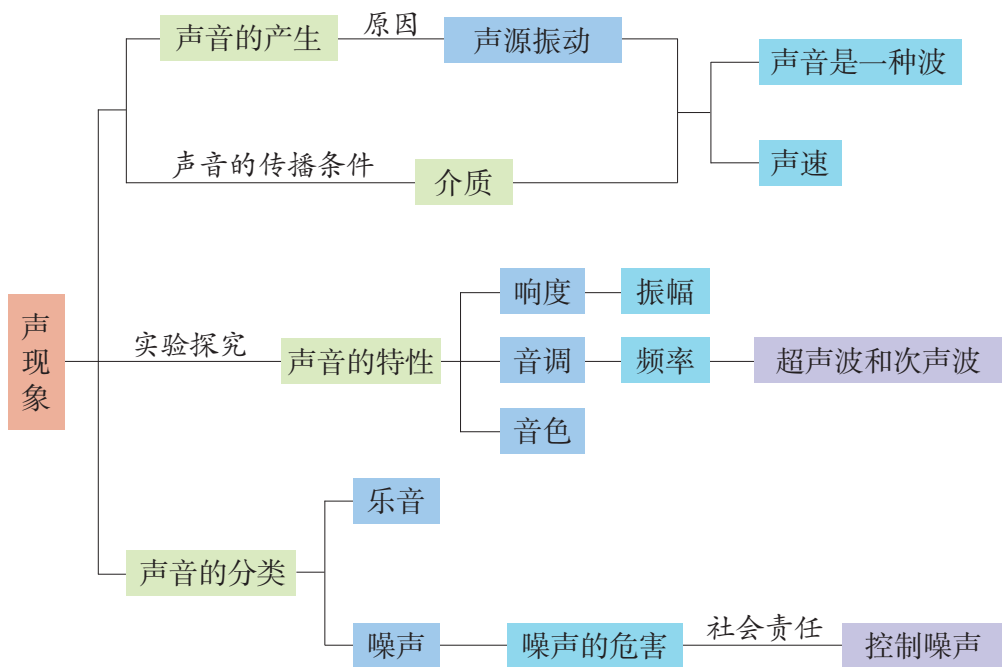 声音的产生
原因
声源振动
声音是一种波
声音的传播条件
介质
声速
声现象
实验探究
声音的特性
响度
振幅
音调
频率
超声波和次声波
音色
声音的分类
乐音
噪声
噪声的危害
社会责任
控制噪声